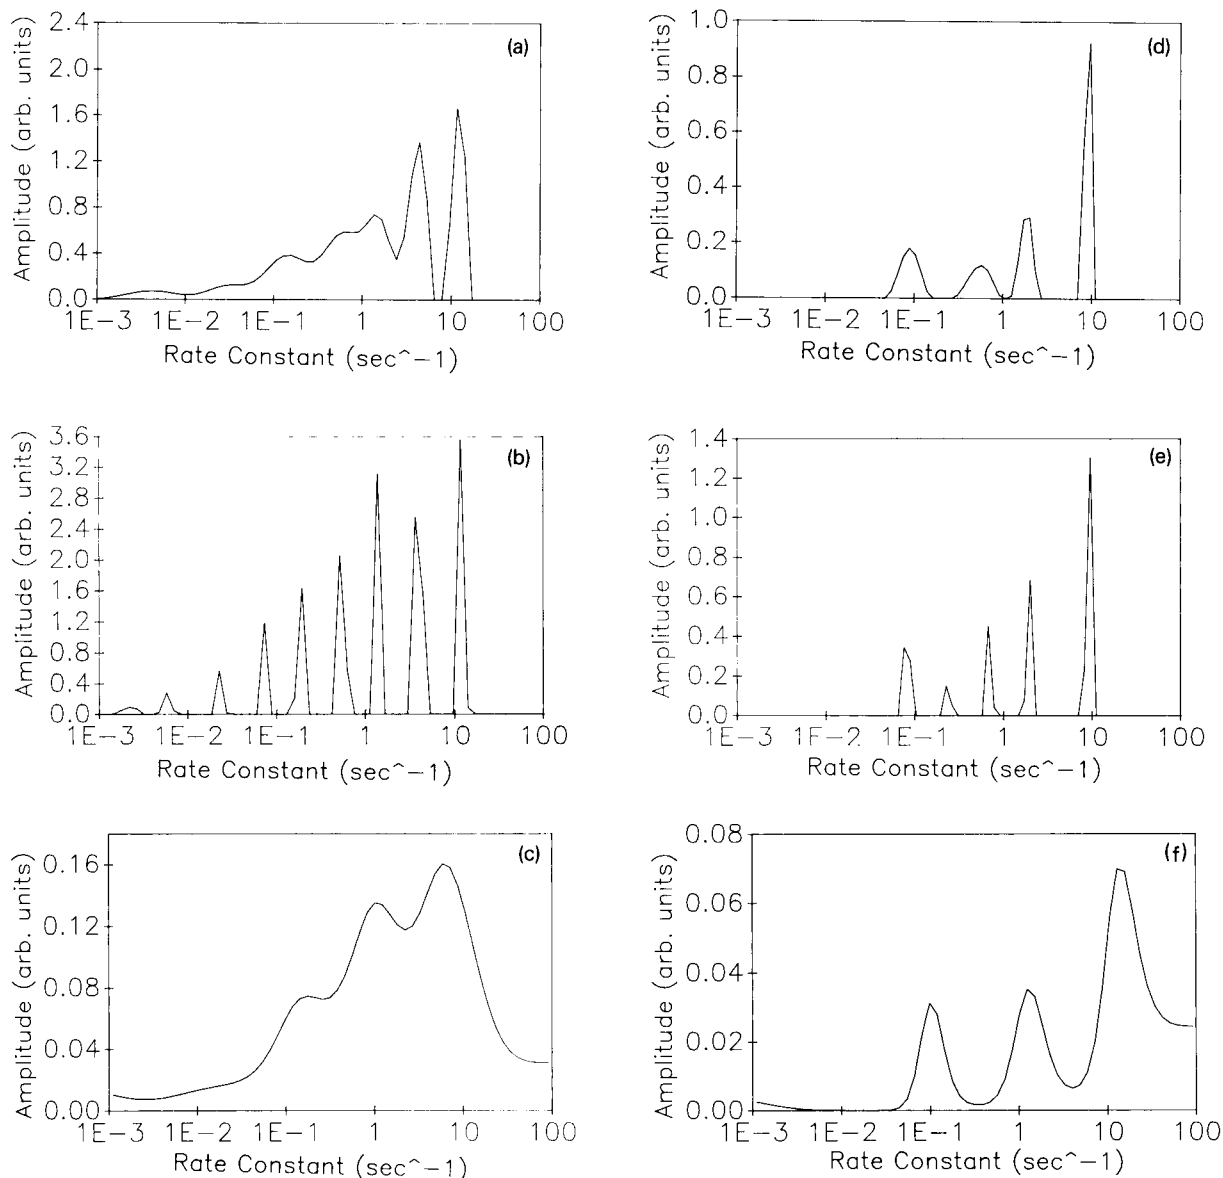 (a)
Amplitude (arb. units)
2.4
2.0
1.6
1.2
0.8
0.4
0.0
1E-3 1E-2 1E-1 1 10 100
Rate Constant (sec^-1)
(d)
Amplitude (arb. units)
1.0
0.8
0.6
0.4
0.2
0.0
1E-3 1E-2 1E-1 1 10 100
Rate Constant (sec^-1)
(b)
Amplitude (arb. units)
3.6
3.2
2.8
2.4
2.0
1.6
1.2
0.8
0.4
0.0
1E-3 1E-2 1E-1 1 10 100
Rate Constant (sec^-1)
(e)
Amplitude (arb. units)
1.4
1.2
1.0
0.8
0.6
0.4
0.2
0.0
1E-3 1E-2 1E-1 1 10 100
Rate Constant (sec^-1)
(c)
Amplitude (arb. units)
0.16
0.12
0.08
0.04
0.00
1E-3 1E-2 1E-1 1 10 100
Rate Constant (sec^-1)
(f)
Amplitude (arb. units)
0.08
0.06
0.04
0.02
0.00
1E-3 1E-2 1E-1 1 10 100
Rate Constant (sec^-1)